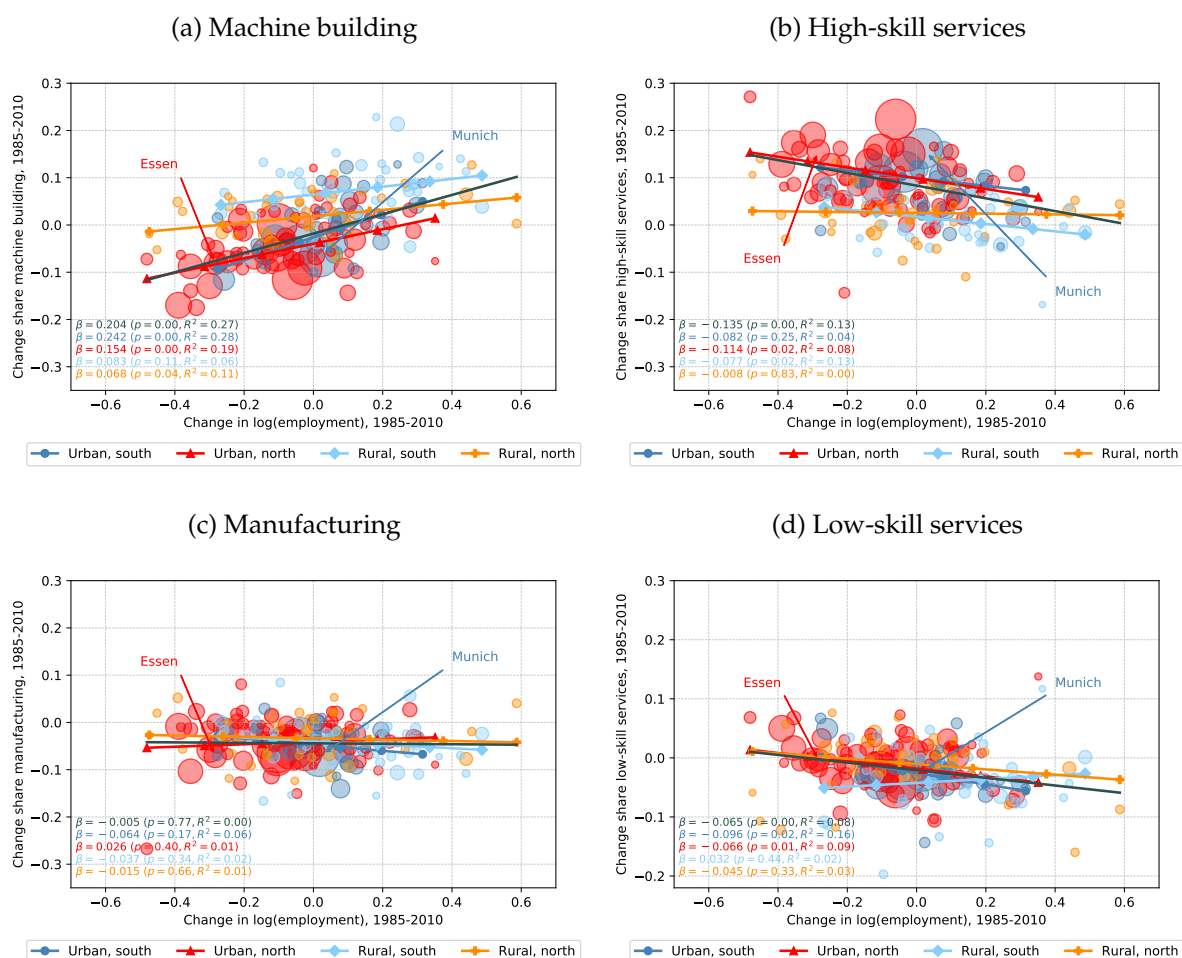 (a) Machine building
0.3
0.2
0.1
0.0
−0.1
−0.2
−0.3
Change share machine building, 1985-2010
Essen
Munich
β = 0.204 (p = 0.00, R² = 0.27)
β = 0.242 (p = 0.00, R² = 0.28)
β = 0.154 (p = 0.00, R² = 0.19)
β = 0.083 (p = 0.11, R² = 0.06)
β = 0.068 (p = 0.04, R² = 0.11)
−0.6 −0.4 −0.2 0.0 0.2 0.4 0.6
Change in log(employment), 1985-2010
Urban, south Urban, north Rural, south Rural, north
(b) High-skill services
0.3
0.2
0.1
0.0
−0.1
−0.2
−0.3
Change share high-skill services, 1985-2010
Essen
Munich
β = −0.135 (p = 0.00, R² = 0.13)
β = −0.082 (p = 0.25, R² = 0.04)
β = −0.114 (p = 0.02, R² = 0.08)
β = −0.077 (p = 0.02, R² = 0.13)
β = −0.008 (p = 0.83, R² = 0.00)
−0.6 −0.4 −0.2 0.0 0.2 0.4 0.6
Change in log(employment), 1985-2010
Urban, south Urban, north Rural, south Rural, north
(c) Manufacturing
0.3
0.2
0.1
0.0
−0.1
−0.2
−0.3
Change share manufacturing, 1985-2010
Essen
Munich
β = −0.005 (p = 0.77, R² = 0.00)
β = −0.064 (p = 0.17, R² = 0.06)
β = 0.026 (p = 0.40, R² = 0.01)
β = −0.037 (p = 0.34, R² = 0.02)
β = −0.015 (p = 0.66, R² = 0.01)
−0.6 −0.4 −0.2 0.0 0.2 0.4 0.6
Change in log(employment), 1985-2010
Urban, south Urban, north Rural, south Rural, north
(d) Low-skill services
0.3
0.2
0.1
0.0
−0.1
−0.2
Change share low-skill services, 1985-2010
Essen
Munich
β = −0.065 (p = 0.00, R² = 0.08)
β = −0.096 (p = 0.02, R² = 0.16)
β = −0.066 (p = 0.01, R² = 0.09)
β = 0.032 (p = 0.44, R² = 0.02)
β = −0.045 (p = 0.33, R² = 0.03)
−0.6 −0.4 −0.2 0.0 0.2 0.4 0.6
Change in log(employment), 1985-2010
Urban, south Urban, north Rural, south Rural, north